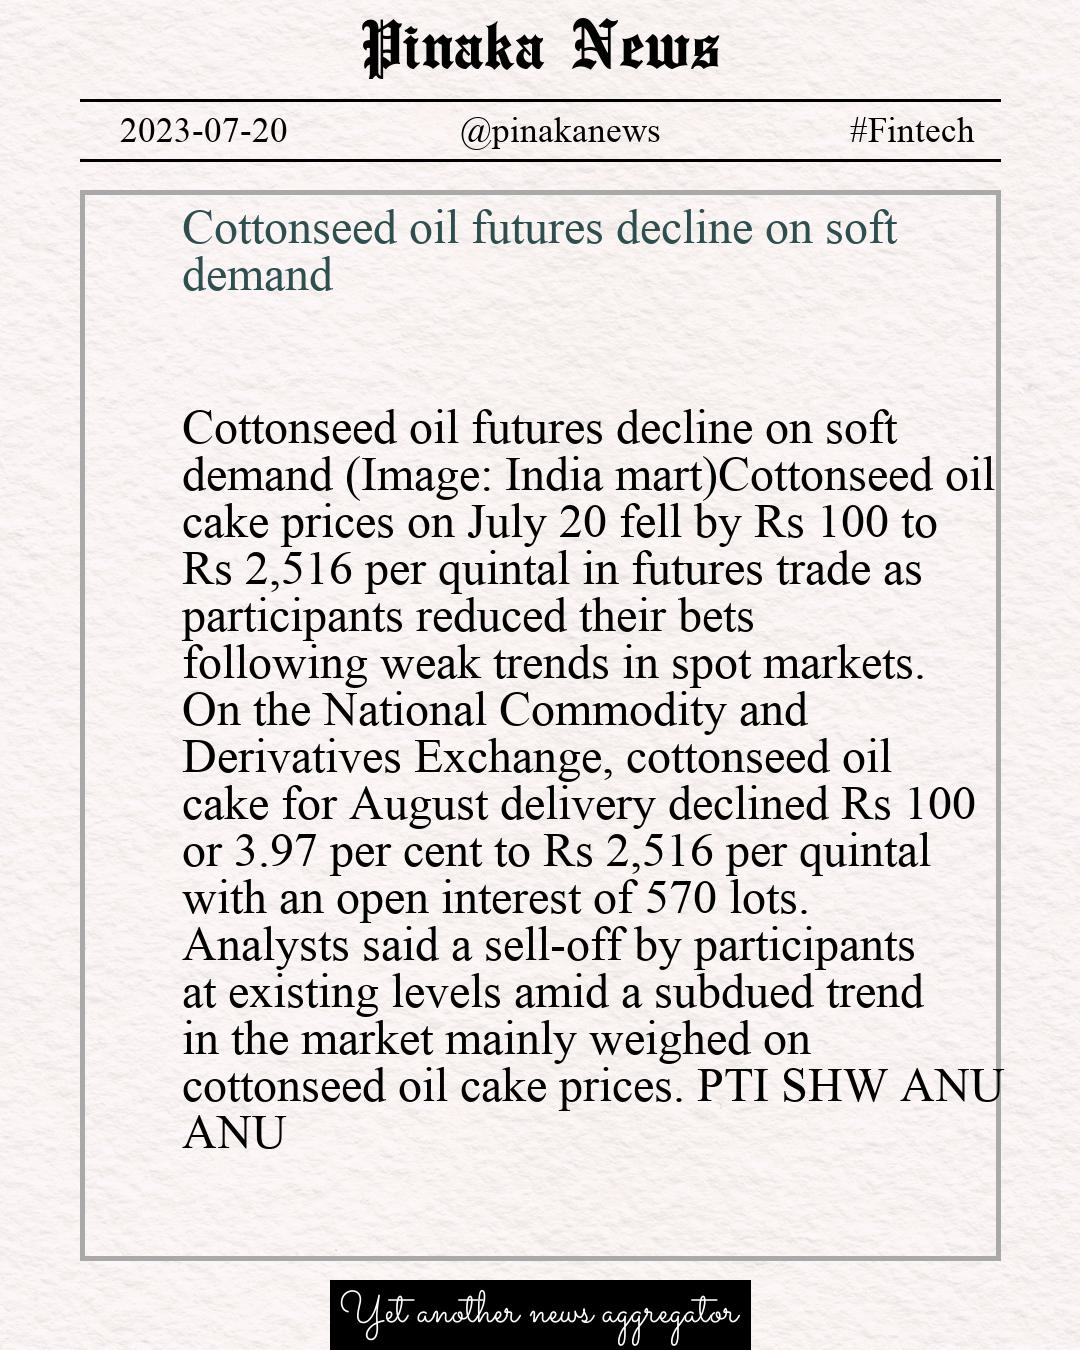 Pinaka News
2023-07-20
@pinakanews
#Fintech
Cottonseed oil futures decline on soft
demand
Cottonseed oil futures decline on soft
demand (Image: India mart)Cottonseed oil
cake prices on July 20 fell by Rs 100 to
Rs 2,516 per quintal in futures trade as
participants reduced their bets
following weak trends in spot markets.
On the National Commodity and
Derivatives Exchange, cottonseed oil
cake for August delivery declined Rs 100
or 3.97 per cent to Rs 2,516 per quintal
with an open interest of 570 lots.
Analysts said a sell-off by participants
at existing levels amid a subdued trend
in the market mainly weighed on
cottonseed oil cake prices. PTI SHW ANU
ANU
Yet another news aggregator